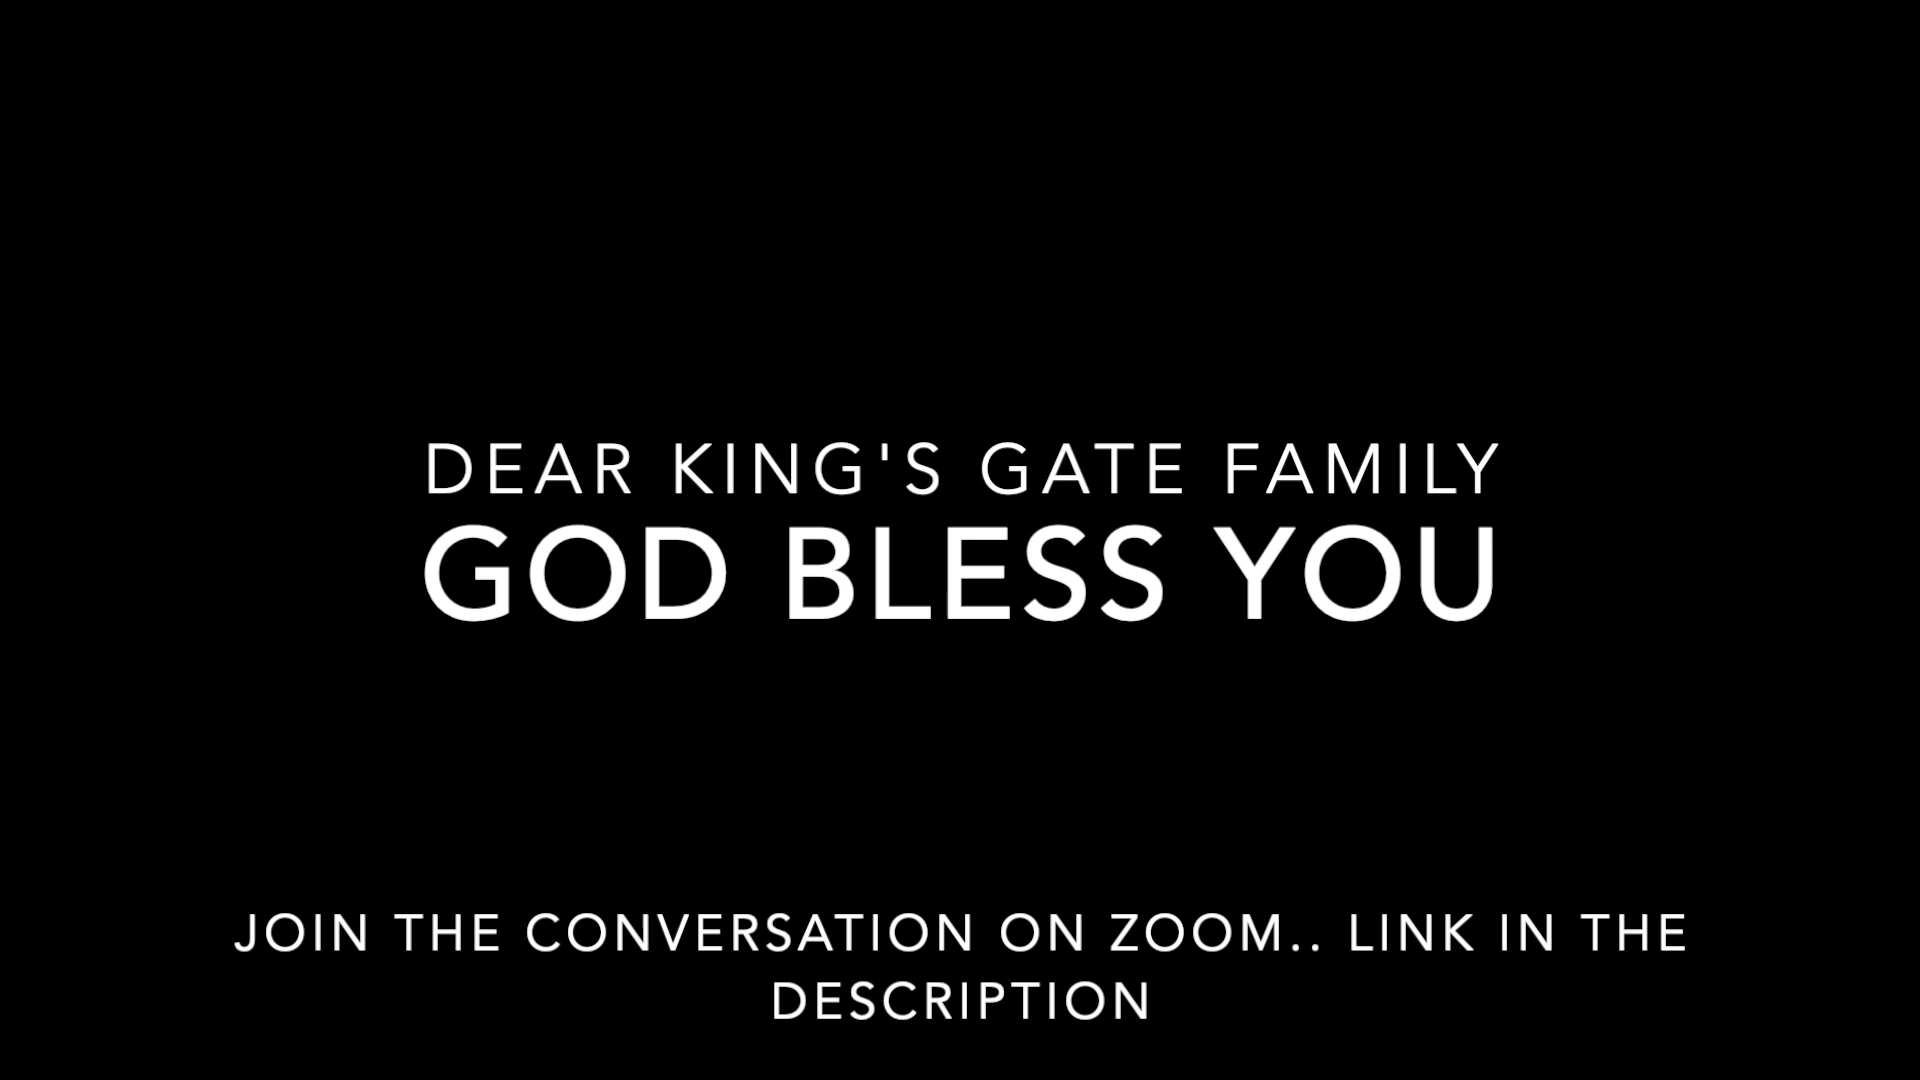 DEAR KING'S GATE FAMILY
GOD BLESS YOU
JOIN THE CONVERSATION ON ZOOM.. LINK IN THE
DESCRIPTION